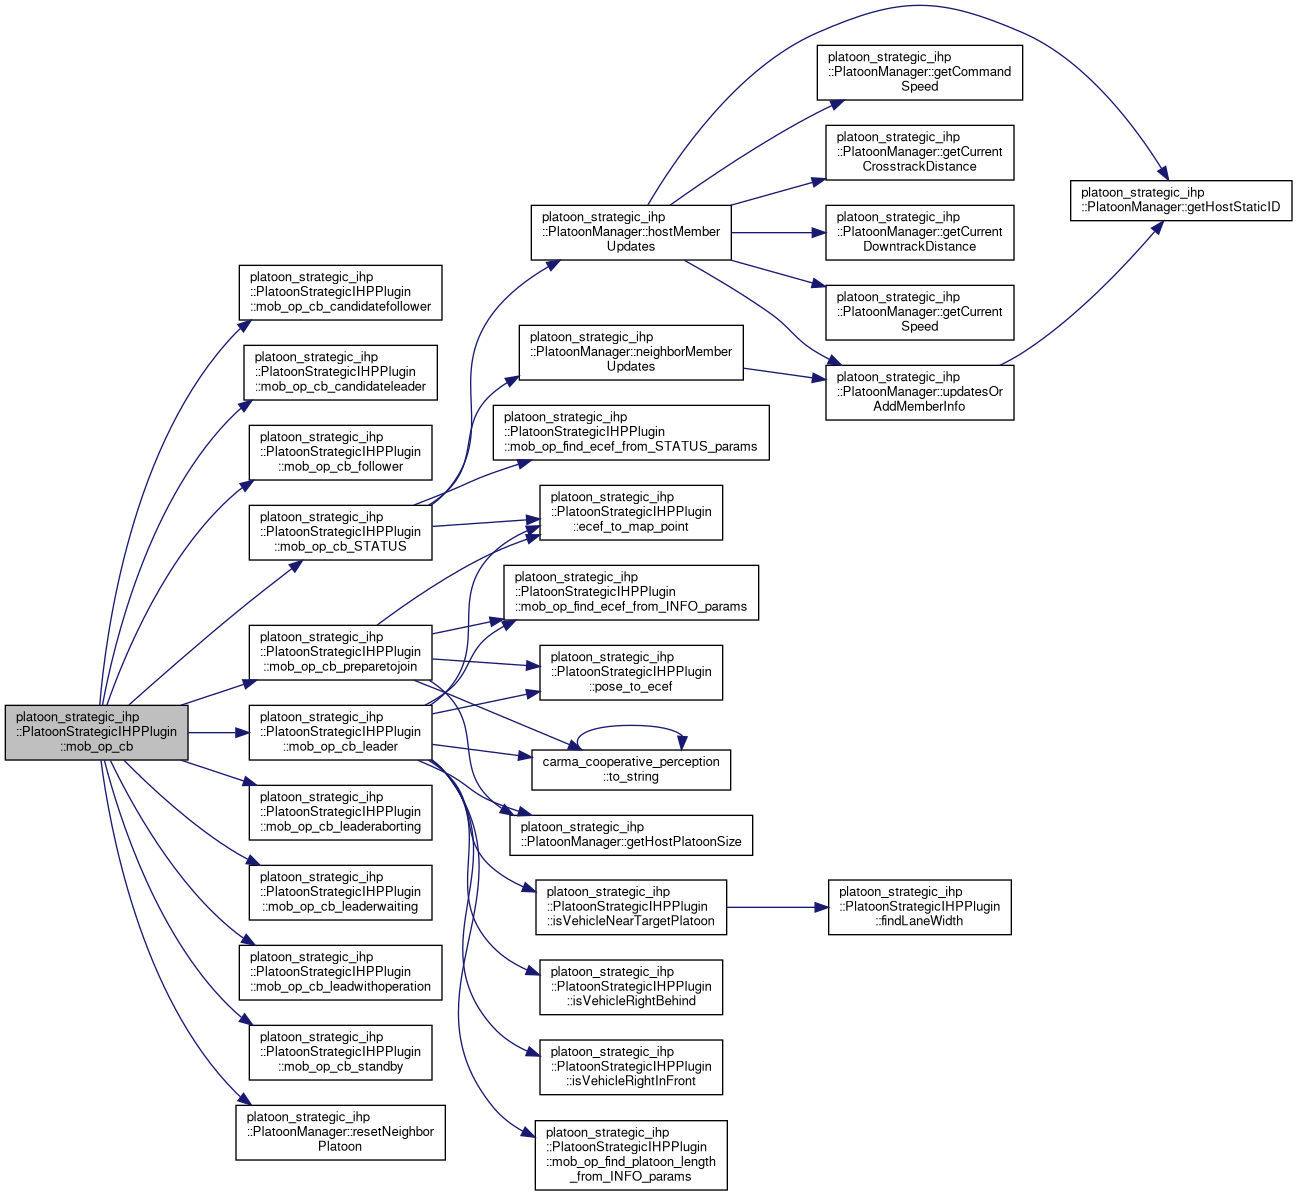 platoon_strategic_ihp
::PlatoonStrategicIHPPlugin
::mob_op_cb
platoon_strategic_ihp
::PlatoonStrategicIHPPlugin
::mob_op_cb_candidatefollower
platoon_strategic_ihp
::PlatoonStrategicIHPPlugin
::mob_op_cb_candidateleader
platoon_strategic_ihp
::PlatoonStrategicIHPPlugin
::mob_op_cb_follower
platoon_strategic_ihp
::PlatoonStrategicIHPPlugin
::mob_op_cb_STATUS
platoon_strategic_ihp
::PlatoonStrategicIHPPlugin
::mob_op_cb_preparetojoin
platoon_strategic_ihp
::PlatoonStrategicIHPPlugin
::mob_op_cb_leader
platoon_strategic_ihp
::PlatoonStrategicIHPPlugin
::mob_op_cb_leaderaborting
platoon_strategic_ihp
::PlatoonStrategicIHPPlugin
::mob_op_cb_leaderwaiting
platoon_strategic_ihp
::PlatoonStrategicIHPPlugin
::mob_op_cb_leadwithoperation
platoon_strategic_ihp
::PlatoonStrategicIHPPlugin
::mob_op_cb_standby
platoon_strategic_ihp
::PlatoonManager::resetNeighbor
Platoon
platoon_strategic_ihp
::PlatoonManager::hostMember
Updates
platoon_strategic_ihp
::PlatoonManager::neighborMember
Updates
platoon_strategic_ihp
::PlatoonStrategicIHPPlugin
::mob_op_find_ecef_from_STATUS_params
platoon_strategic_ihp
::PlatoonStrategicIHPPlugin
::ecef_to_map_point
platoon_strategic_ihp
::PlatoonStrategicIHPPlugin
::mob_op_find_ecef_from_INFO_params
platoon_strategic_ihp
::PlatoonStrategicIHPPlugin
::pose_to_ecef
carma_cooperative_perception
::to_string
platoon_strategic_ihp
::PlatoonManager::getHostPlatoonSize
platoon_strategic_ihp
::PlatoonStrategicIHPPlugin
::isVehicleNearTargetPlatoon
platoon_strategic_ihp
::PlatoonStrategicIHPPlugin
::isVehicleRightBehind
platoon_strategic_ihp
::PlatoonStrategicIHPPlugin
::isVehicleRightInFront
platoon_strategic_ihp
::PlatoonStrategicIHPPlugin
::mob_op_find_platoon_length
_from_INFO_params
platoon_strategic_ihp
::PlatoonManager::getCommand
Speed
platoon_strategic_ihp
::PlatoonManager::getCurrent
CrosstrackDistance
platoon_strategic_ihp
::PlatoonManager::getCurrent
DowntrackDistance
platoon_strategic_ihp
::PlatoonManager::getCurrent
Speed
platoon_strategic_ihp
::PlatoonManager::updatesOr
AddMemberInfo
platoon_strategic_ihp
::PlatoonStrategicIHPPlugin
::findLaneWidth
platoon_strategic_ihp
::PlatoonManager::getHostStaticID